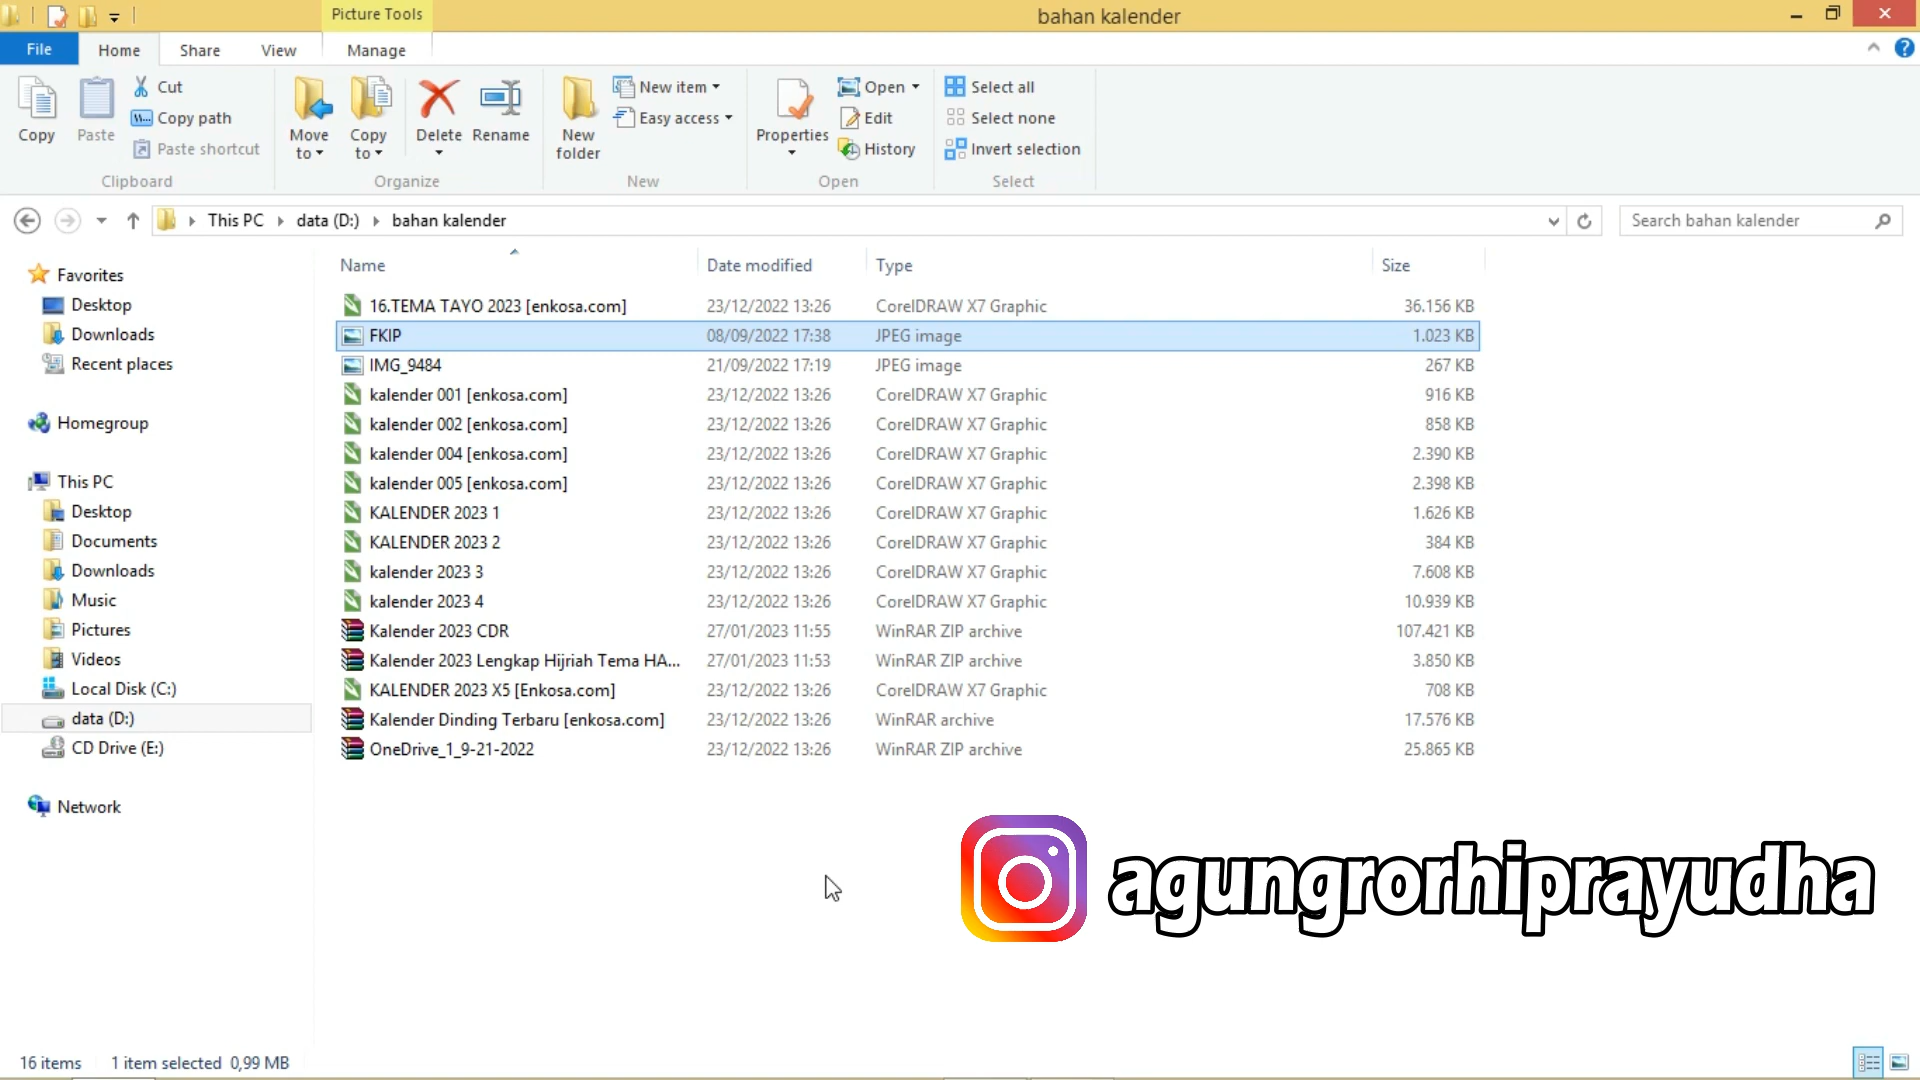 Picture Tools
bahan kalender
File
Home
Share
View
Manage
Copy
Paste
Cut
Copy path
Paste shortcut
Clipboard
Move to
Copy to
Delete
Rename
Organize
New folder
New item
Easy access
New
Properties
Open
Edit
History
Open
Select all
Select none
Invert selection
Select
This PC
data (D:)
bahan kalender
Search bahan kalender
Favorites
Desktop
Downloads
Recent places
Homegroup
This PC
Desktop
Documents
Downloads
Music
Pictures
Videos
Local Disk (C:)
data (D:)
CD Drive (E:)
Network
Name Date modified Type Size
16.TEMA TAYO 2023 [enkosa.com] 23/12/2022 13:26 CorelDRAW X7 Graphic 36.156 KB
FKIP 08/09/2022 17:38 JPEG image 1.023 KB
IMG_9484 21/09/2022 17:19 JPEG image 267 KB
kalender 001 [enkosa.com] 23/12/2022 13:26 CorelDRAW X7 Graphic 916 KB
kalender 002 [enkosa.com] 23/12/2022 13:26 CorelDRAW X7 Graphic 858 KB
kalender 004 [enkosa.com] 23/12/2022 13:26 CorelDRAW X7 Graphic 2.390 KB
kalender 005 [enkosa.com] 23/12/2022 13:26 CorelDRAW X7 Graphic 2.398 KB
KALENDER 2023 1 23/12/2022 13:26 CorelDRAW X7 Graphic 1.626 KB
KALENDER 2023 2 23/12/2022 13:26 CorelDRAW X7 Graphic 384 KB
kalender 2023 3 23/12/2022 13:26 CorelDRAW X7 Graphic 7.608 KB
kalender 2023 4 23/12/2022 13:26 CorelDRAW X7 Graphic 10.939 KB
Kalender 2023 CDR 27/01/2023 11:55 WinRAR ZIP archive 107.421 KB
Kalender 2023 Lengkap Hijriah Tema HA... 27/01/2023 11:53 WinRAR ZIP archive 3.850 KB
KALENDER 2023 X5 [Enkosa.com] 23/12/2022 13:26 CorelDRAW X7 Graphic 708 KB
Kalender Dinding Terbaru [enkosa.com] 23/12/2022 13:26 WinRAR archive 17.576 KB
OneDrive_1_9-21-2022 23/12/2022 13:26 WinRAR ZIP archive 25.865 KB
agungrorhiprayudha
16 items 1 item selected 0,99 MB